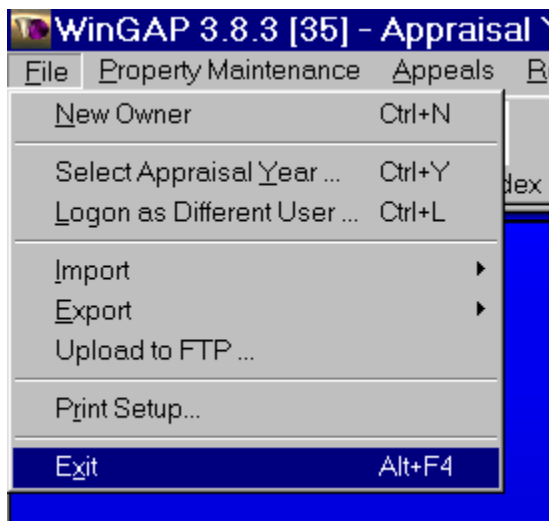 WinGAP 3.8.3 [35] - Appraisal
File Property Maintenance Appeals
New Owner Ctrl+N
Select Appraisal Year ... Ctrl+Y
dex
Logon as Different User ... Ctrl+L
Import
Export
Upload to FTP ...
Print Setup...
Exit Alt+F4